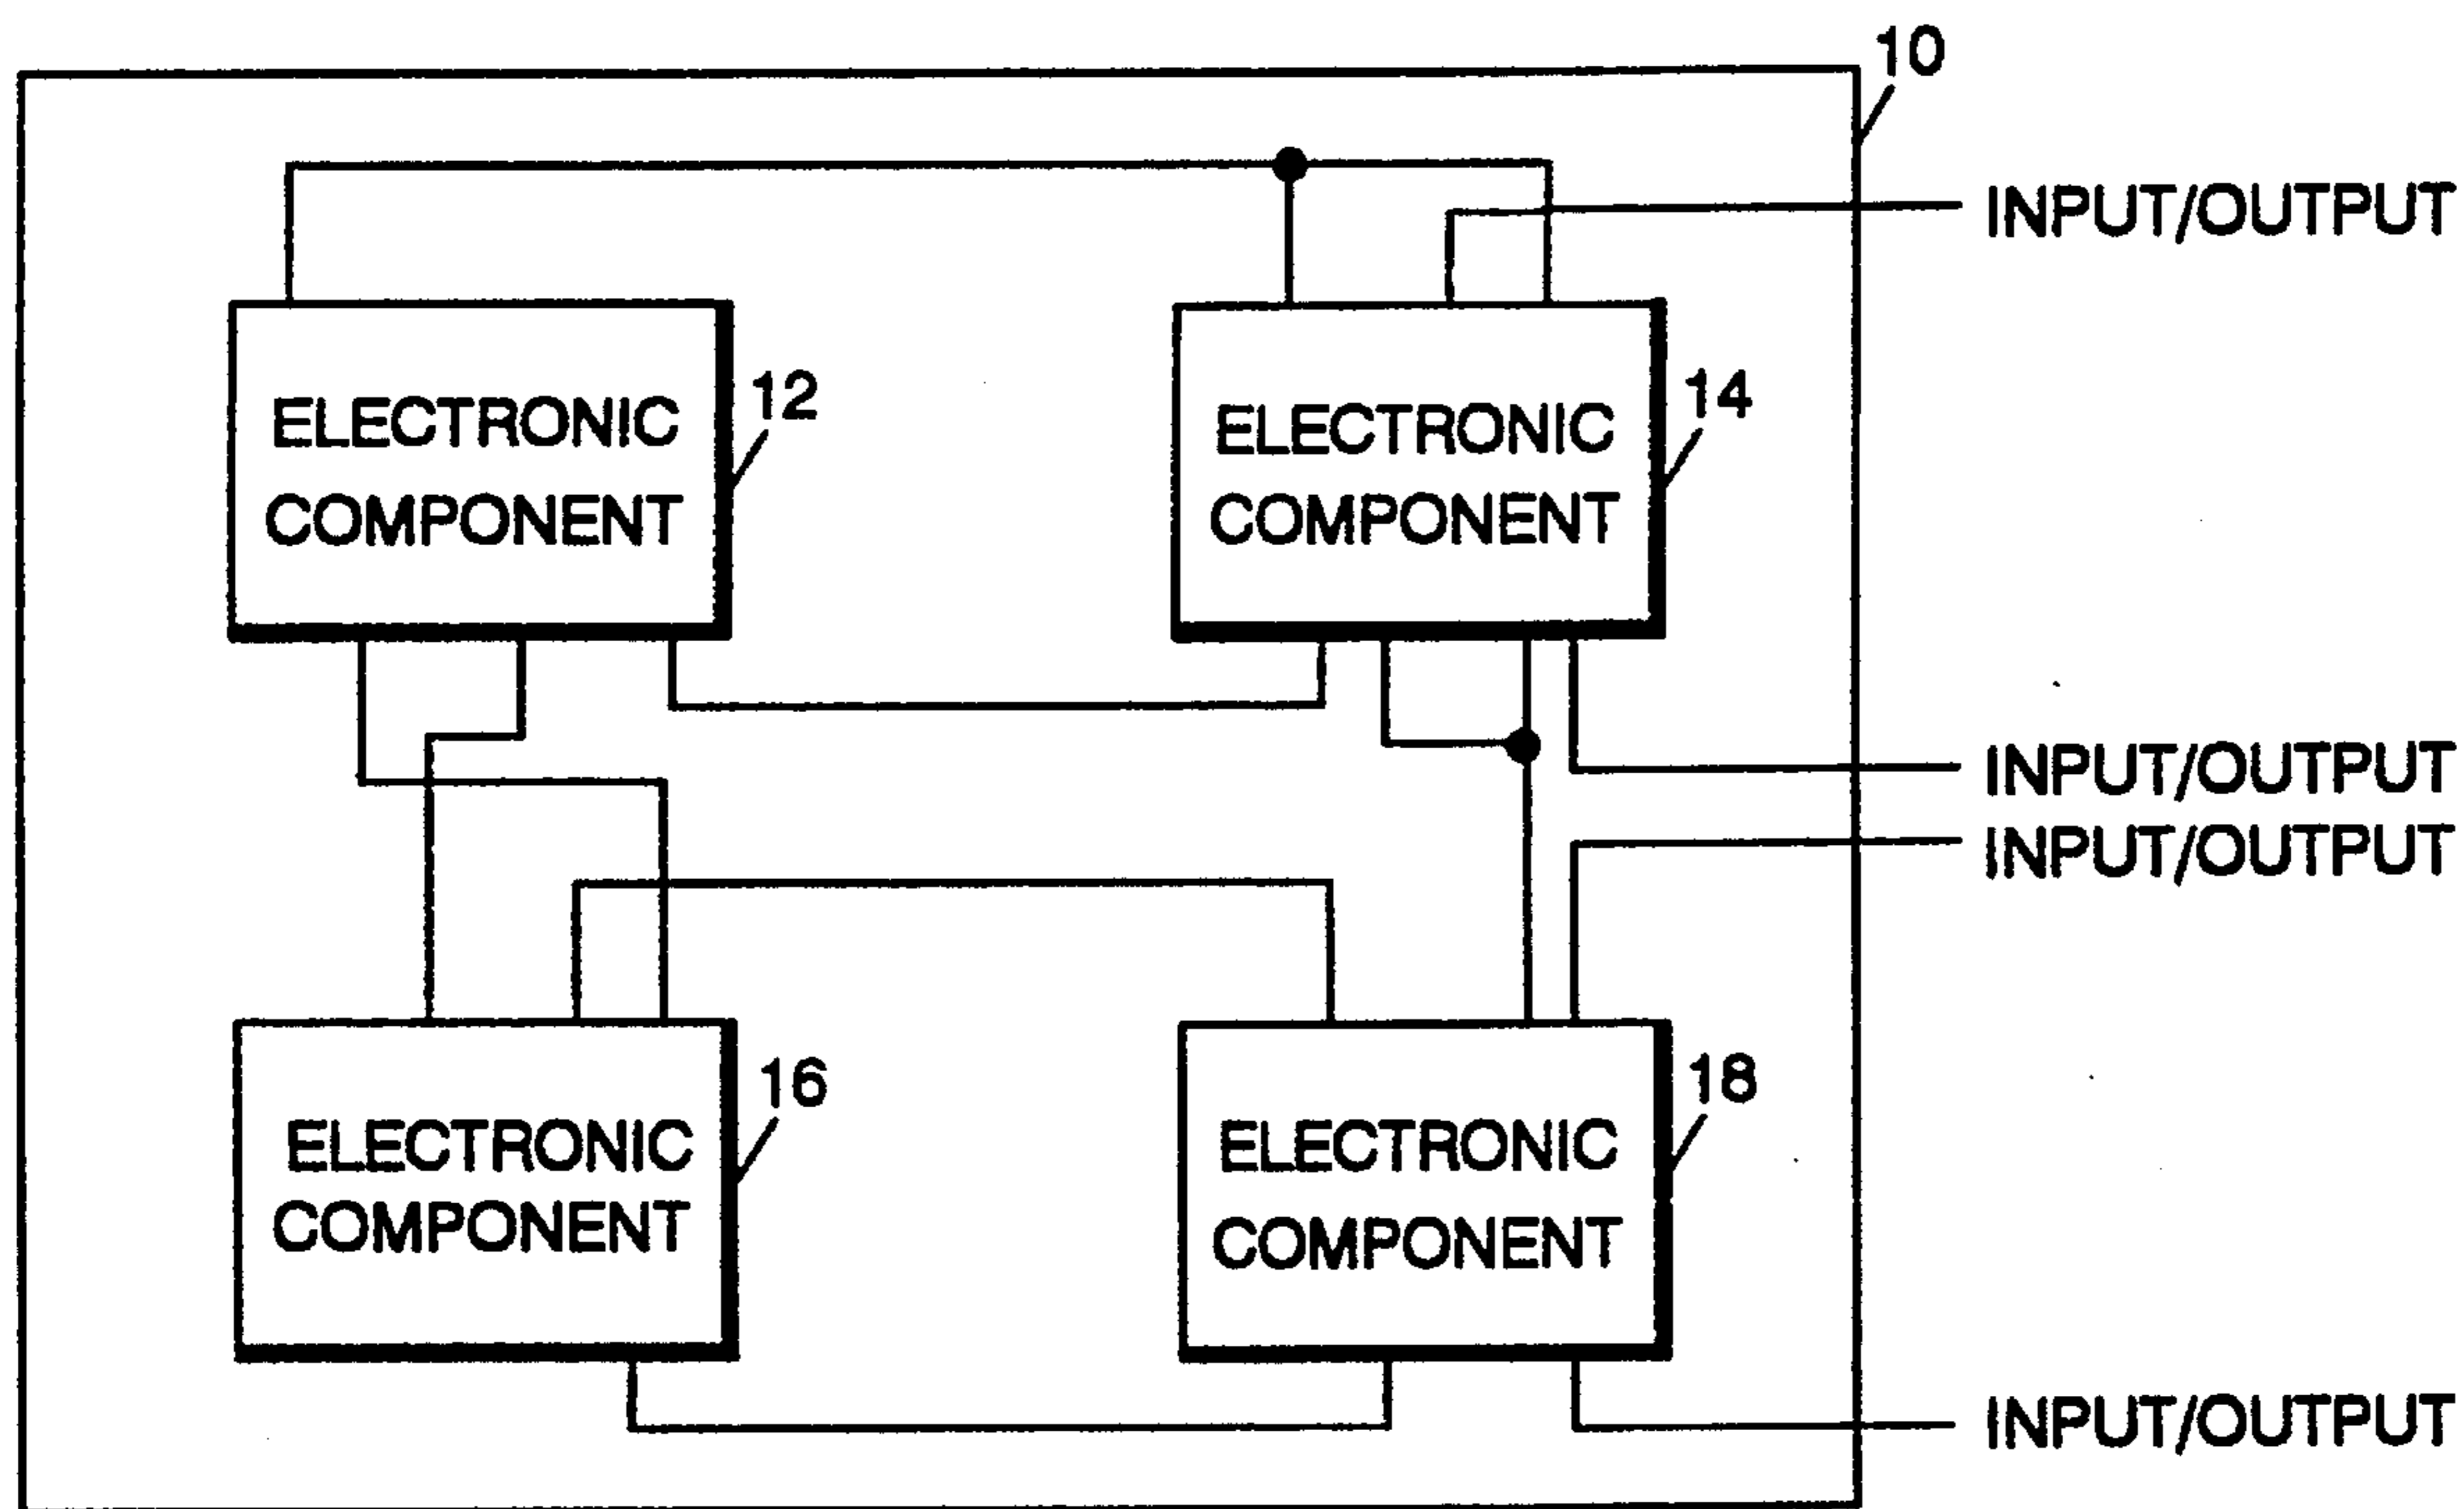 10
INPUT/OUTPUT
ELECTRONIC
COMPONENT
12
ELECTRONIC
COMPONENT
14
INPUT/OUTPUT
INPUT/OUTPUT
ELECTRONIC
COMPONENT
16
ELECTRONIC
COMPONENT
18
INPUT/OUTPUT